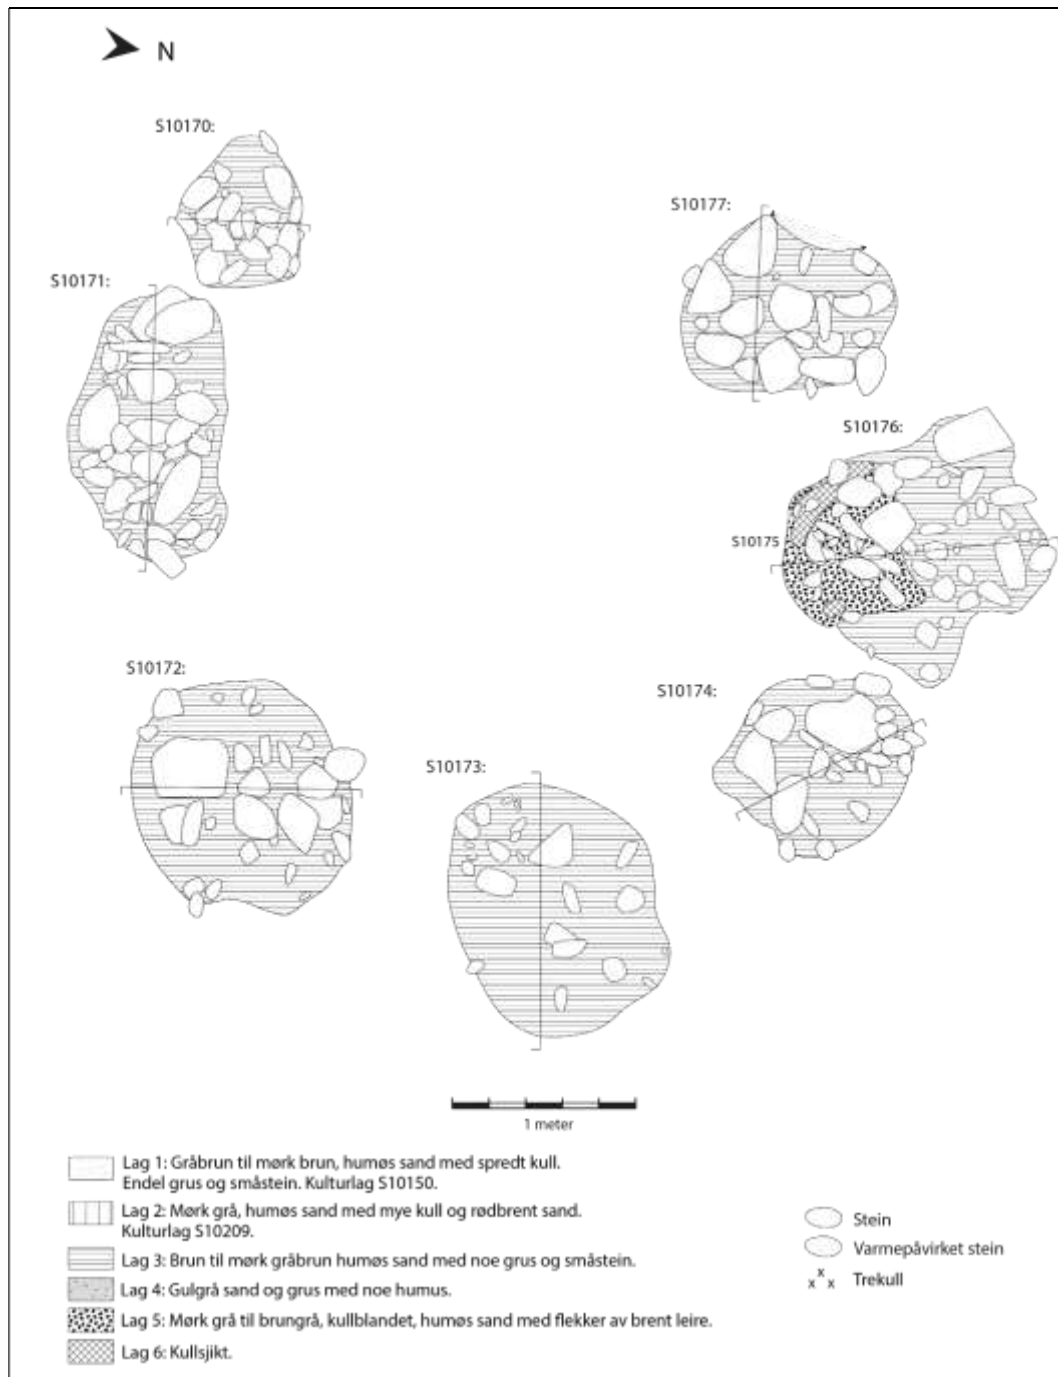 N
S10170:
S10177:
S10171:
S10176:
S10175
S10172:
S10174:
S10173:
1 meter
Lag 1: Gråbrun til mørk brun, humøs sand med spredt kull.
Endel grus og småstein. Kulturlag S10150.
Lag 2: Mørk grå, humøs sand med mye kull og rødbrent sand.
Kulturlag S10209.
Lag 3: Brun til mørk gråbrun humøs sand med noe grus og småstein.
Lag 4: Gulgrå sand og grus med noe humus.
Lag 5: Mørk grå til brungrå, kullblandet, humøs sand med flekker av brent leire.
Lag 6: Kullsjikt.
Stein
Varmepåvirket stein
x x x Trekull